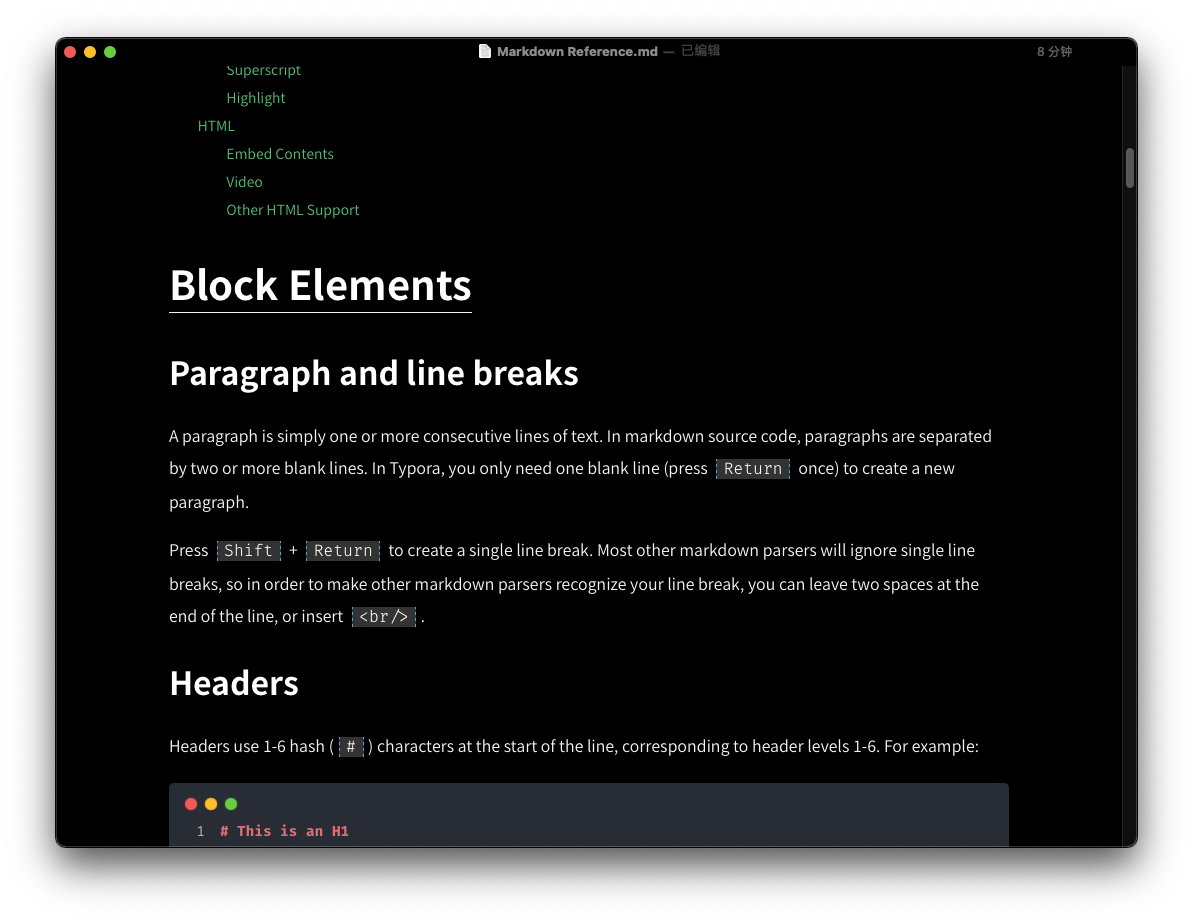 Markdown Reference.md — 已编辑
8 分钟
Superscript
Highlight
HTML
Embed Contents
Video
Other HTML Support
Block Elements
Paragraph and line breaks
A paragraph is simply one or more consecutive lines of text. In markdown source code, paragraphs are separated
by two or more blank lines. In Typora, you only need one blank line (press Return once) to create a new
paragraph.
Press Shift + Return to create a single line break. Most other markdown parsers will ignore single line
breaks, so in order to make other markdown parsers recognize your line break, you can leave two spaces at the
end of the line, or insert <br/> .
Headers
Headers use 1-6 hash ( # ) characters at the start of the line, corresponding to header levels 1-6. For example:
1 # This is an H1